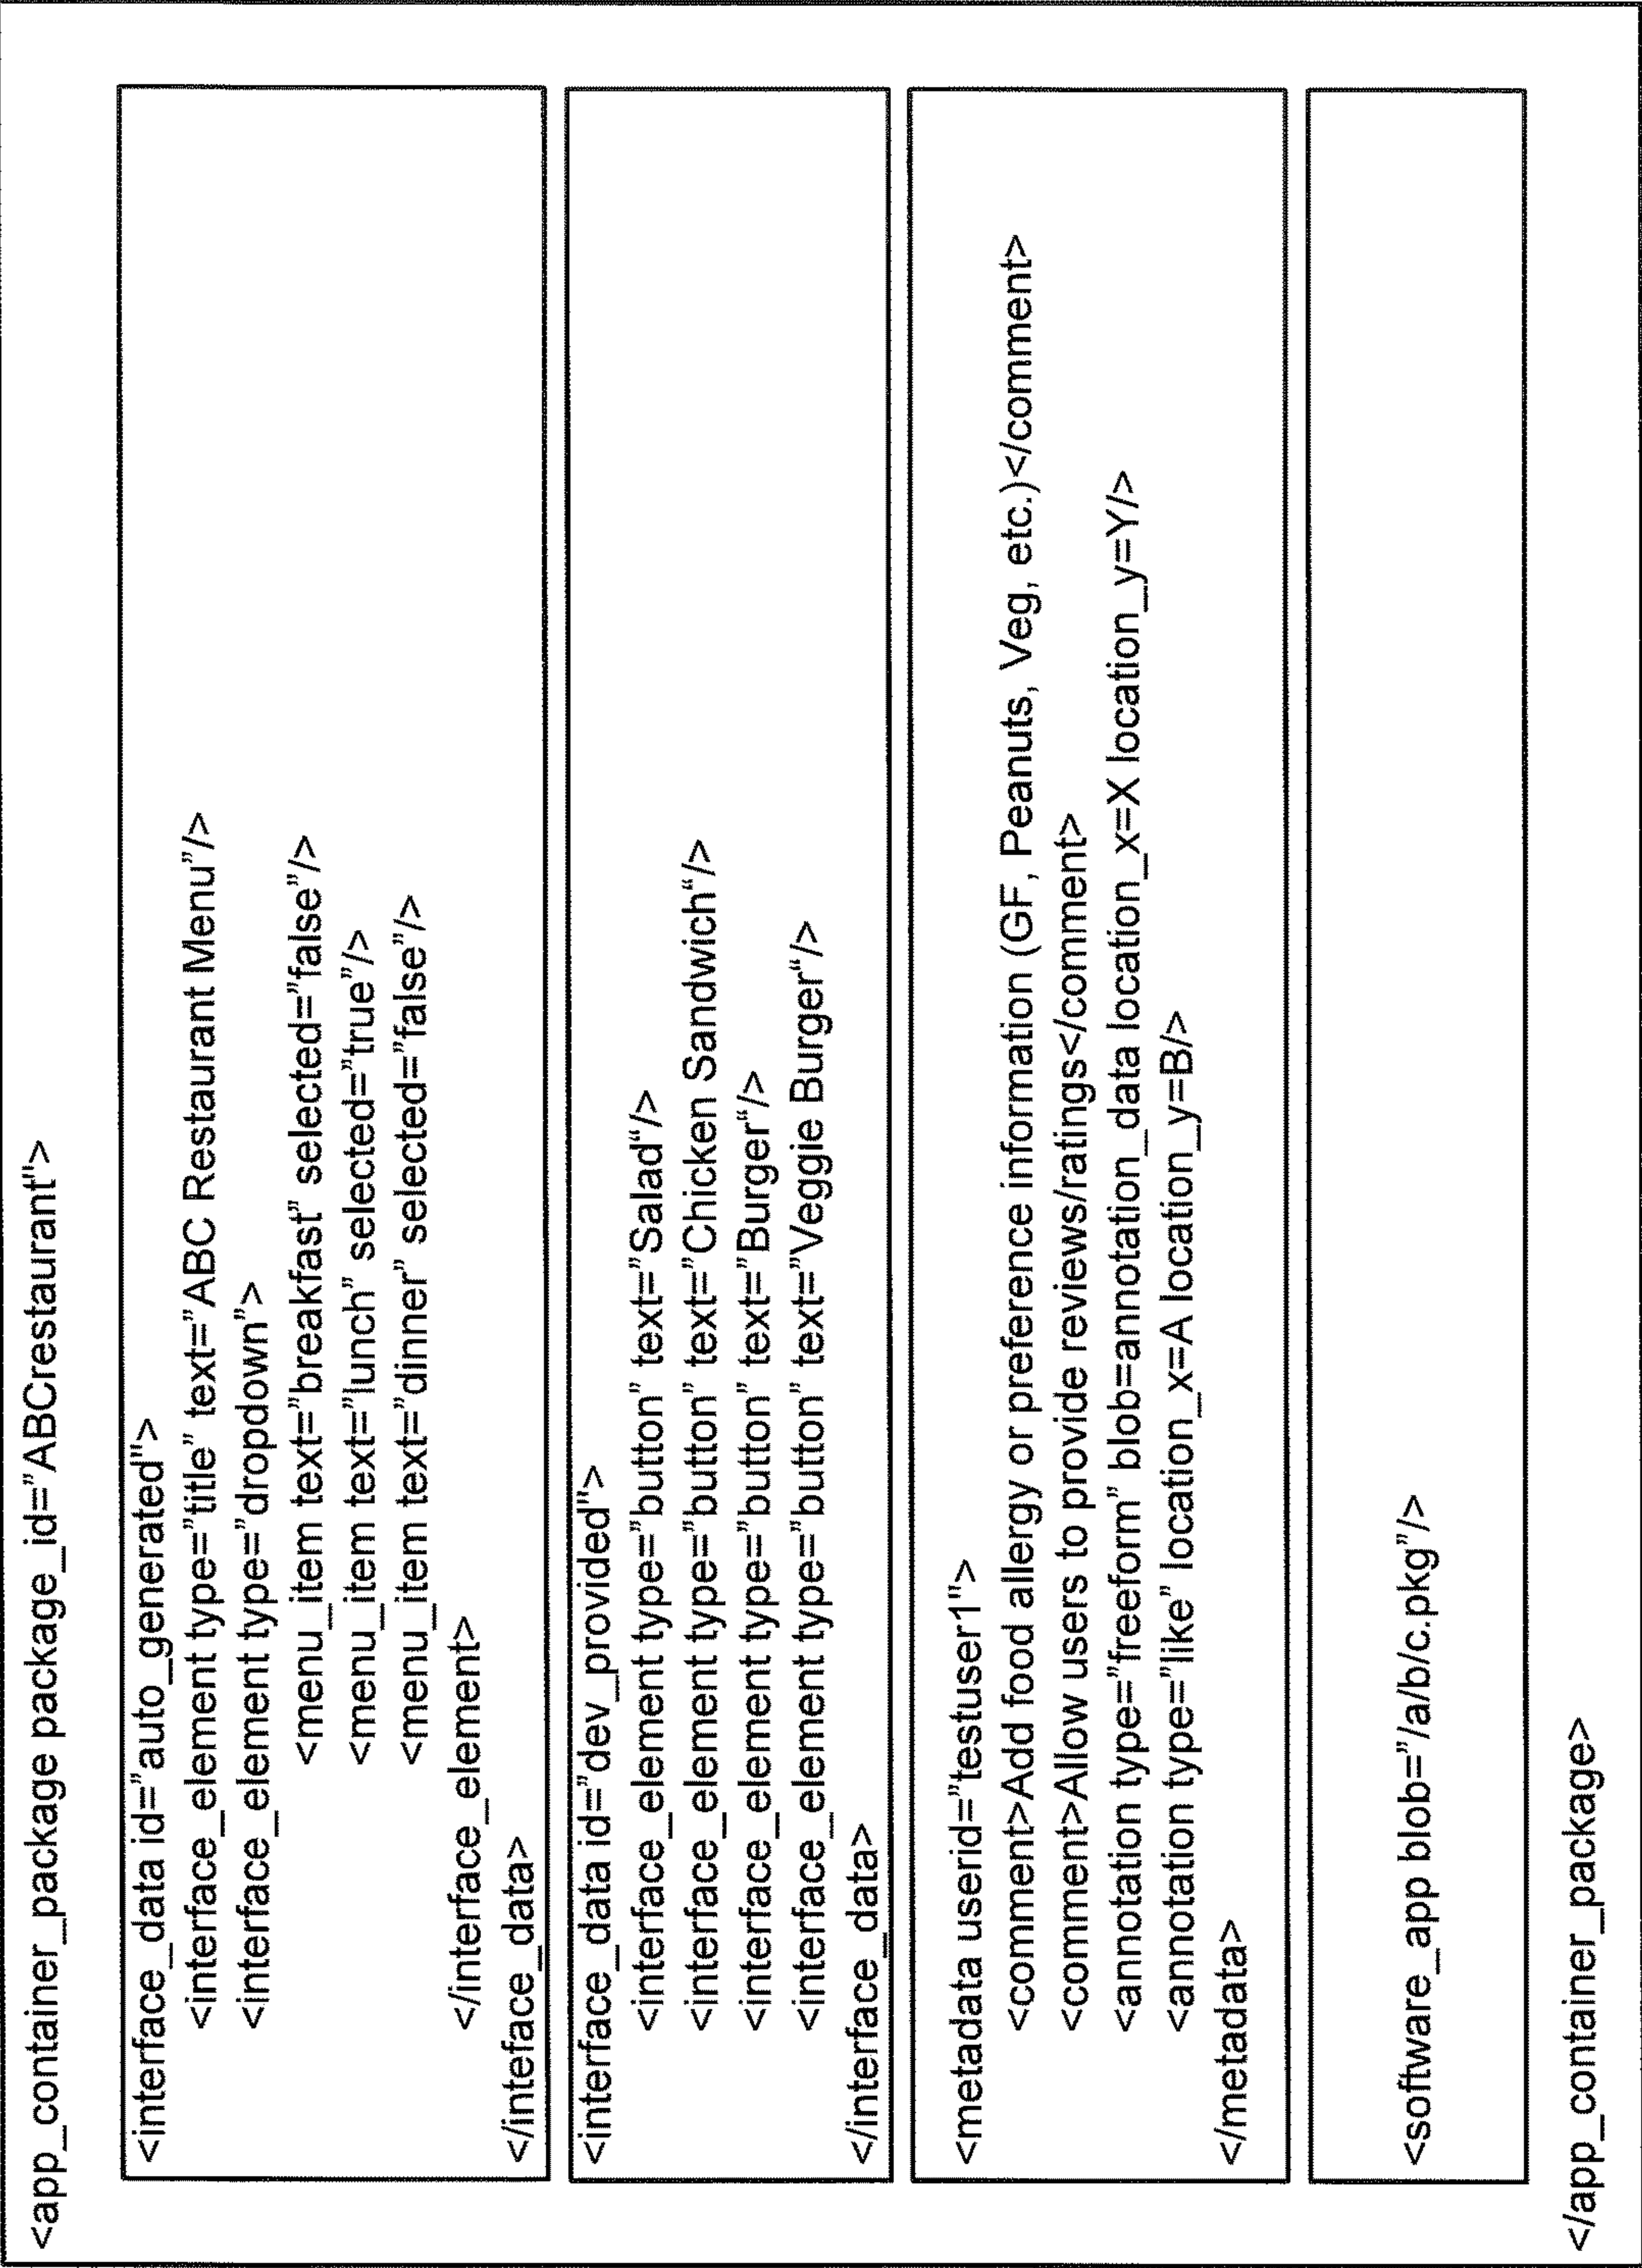 <app_container_package package_id=”ABCrestaurant">
<interface_data id=”auto_generated">
<interface_element type=”title” text=”ABC Restaurant Menu”/>
<interface_element type=”dropdown”>
<menu_item text=”breakfast” selected=”false”/>
<menu_item text=”lunch” selected=”true”/>
<menu_item text=”dinner” selected=”false”/>
</interface_element>
</inteface_data>
<interface_data id=”dev_provided">
<interface_element type=”button” text=”Salad“/>
<interface_element type=”button” text=”Chicken Sandwich“/>
<interface_element type=”button” text=”Burger“/>
<interface_element type=”button” text=”Veggie Burger“/>
</interface_data>
<metadata userid=”testuser1">
<comment>Add food allergy or preference information (GF, Peanuts, Veg, etc.)</comment>
<comment>Allow users to provide reviews/ratings</comment>
<annotation type=”freeform” blob=annotation_data location_x=X location_y=Y/>
<annotation type=”like” location_x=A location_y=B/>
</metadata>
<software_app blob=”/a/b/c.pkg”/>
</app_container_package>